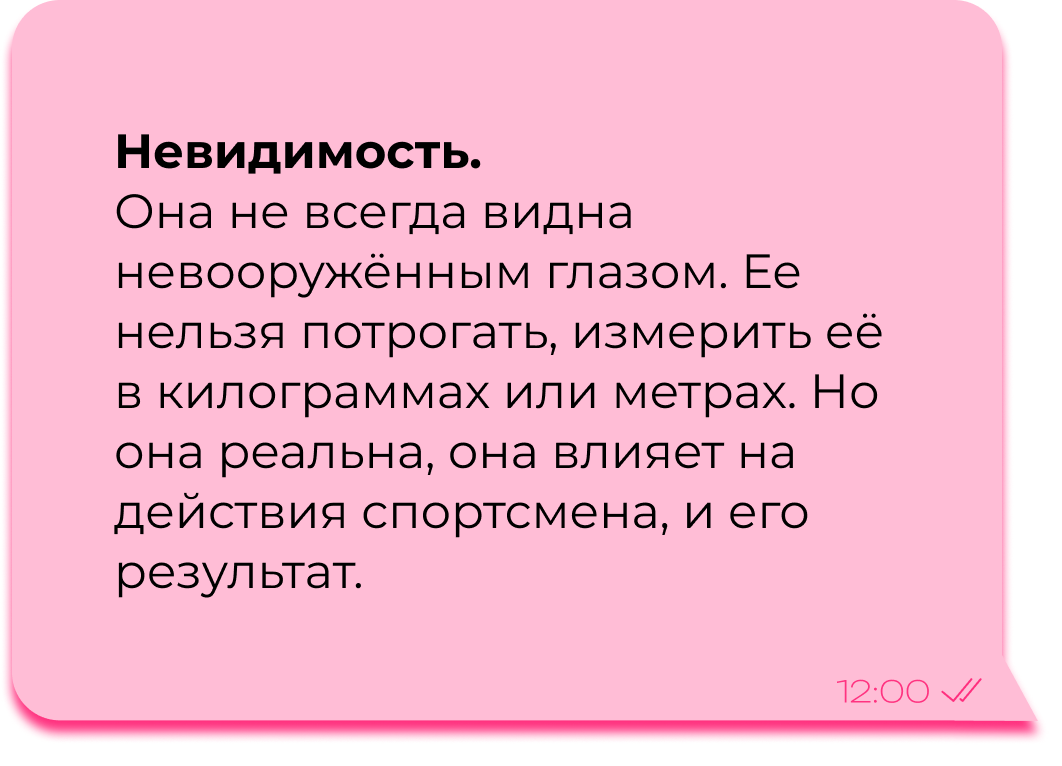 Невидимость.
Она не всегда видна
невооружённым глазом. Ее
нельзя потрогать, измерить её
в килограммах или метрах. Но
она реальна, она влияет на
действия спортсмена, и его
результат.
12:00